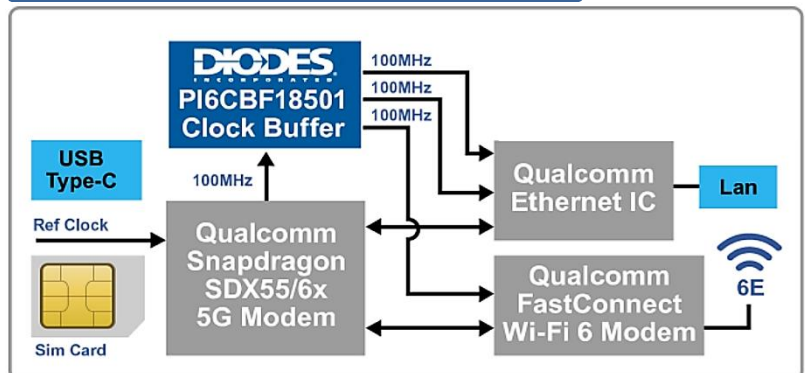 DIODES
INCORPORATED
PI6CBF18501
Clock Buffer
100MHz
100MHz
100MHz
USB
Type-C
100MHz
Ref Clock
Qualcomm
Snapdragon
SDX55/6x
5G Modem
Qualcomm
Ethernet IC
Lan
Qualcomm
FastConnect
Wi-Fi 6 Modem
6E
Sim Card